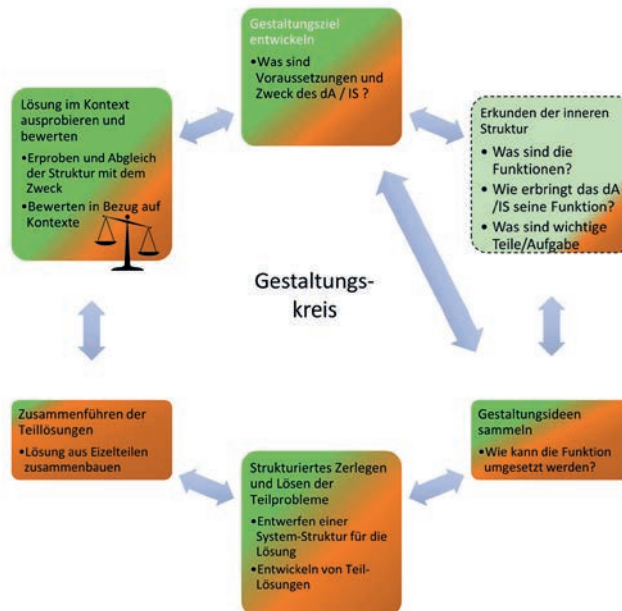 Gestaltungsziel
entwickeln
•Was sind
Voraussetzungen und
Zweck des dA / IS ?
Lösung im Kontext
ausprobieren und
bewerten
•Erproben und Abgleich
der Struktur mit dem
Zweck
•Bewerten in Bezug auf
Kontexte
Erkunden der inneren
Struktur
• Was sind die
Funktionen?
• Wie erbringt das dA
/IS seine Funktion?
• Was sind wichtige
Teile/Aufgabe
Gestaltungs-
kreis
Zusammenführen der
Teillösungen
•Lösung aus Eizelteilen
zusammenbauen
Gestaltungsideen
sammeln
•Wie kann die Funktion
umgesetzt werden?
Strukturiertes Zerlegen
und Lösen der
Teilprobleme
•Entwerfen einer
System-Struktur für die
Lösung
•Entwickeln von Teil-
Lösungen